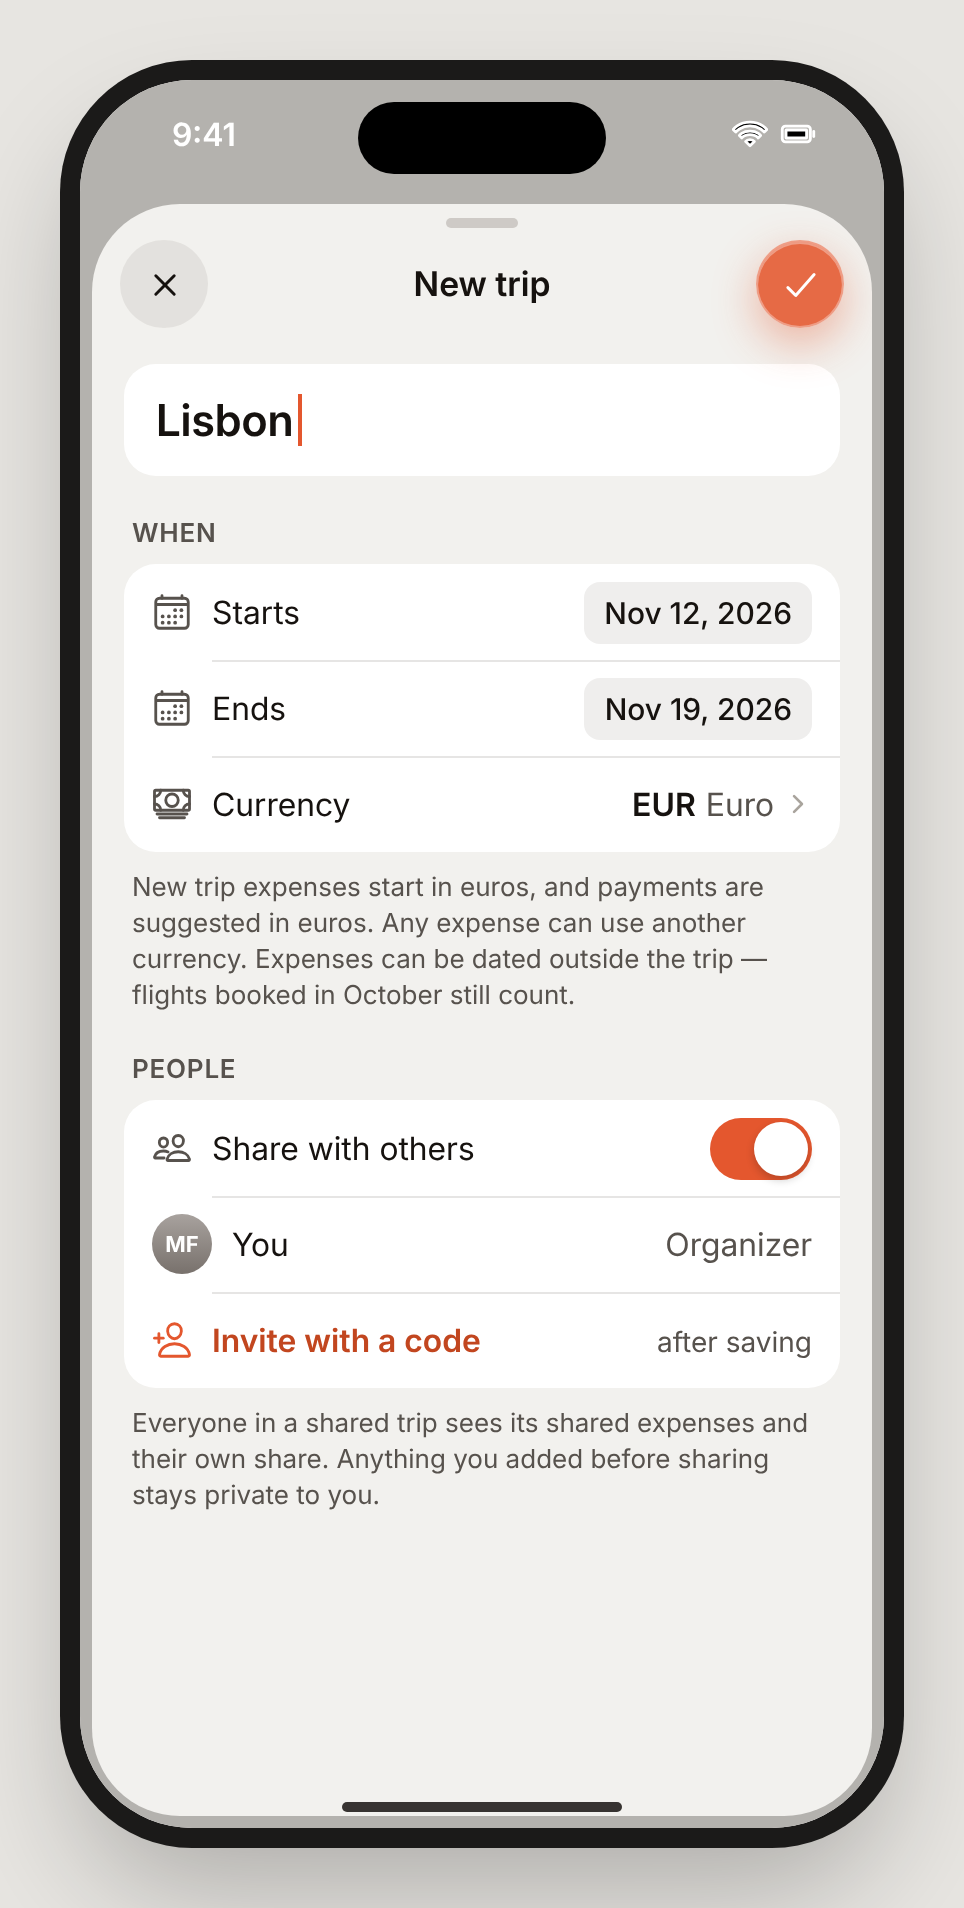 9:41
New trip
Lisbon
WHEN
Starts Nov 12, 2026
Ends Nov 19, 2026
Currency EUR Euro
New trip expenses start in euros, and payments are
suggested in euros. Any expense can use another
currency. Expenses can be dated outside the trip —
flights booked in October still count.
PEOPLE
Share with others
MF You Organizer
Invite with a code after saving
Everyone in a shared trip sees its shared expenses and
their own share. Anything you added before sharing
stays private to you.